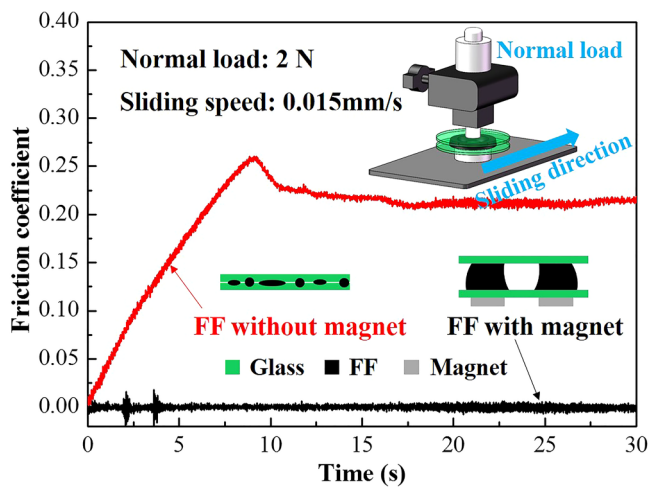 0.40
0.35
0.30
0.25
0.20
0.15
0.10
0.05
0.00
Friction coefficient
Normal load: 2 N
Sliding speed: 0.015mm/s
Normal load
Sliding direction
FF without magnet
FF with magnet
Glass FF Magnet
0 5 10 15 20 25 30
Time (s)